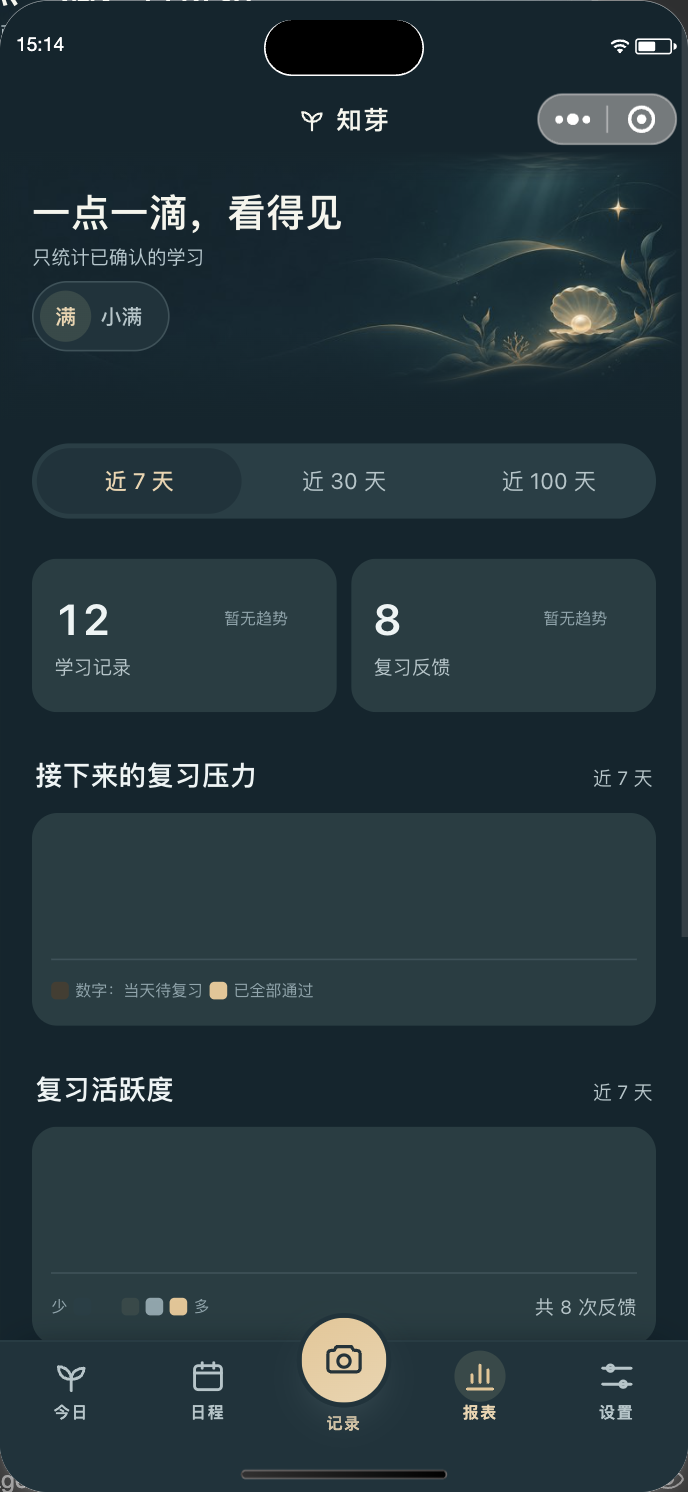 15:14
知芽
一点一滴，看得见
只统计已确认的学习
满 小满
近 7 天 近 30 天 近 100 天
12 暂无趋势
学习记录
8 暂无趋势
复习反馈
接下来的复习压力 近 7 天
数字：当天待复习 已全部通过
复习活跃度 近 7 天
少 多 共 8 次反馈
今日 日程 记录 报表 设置